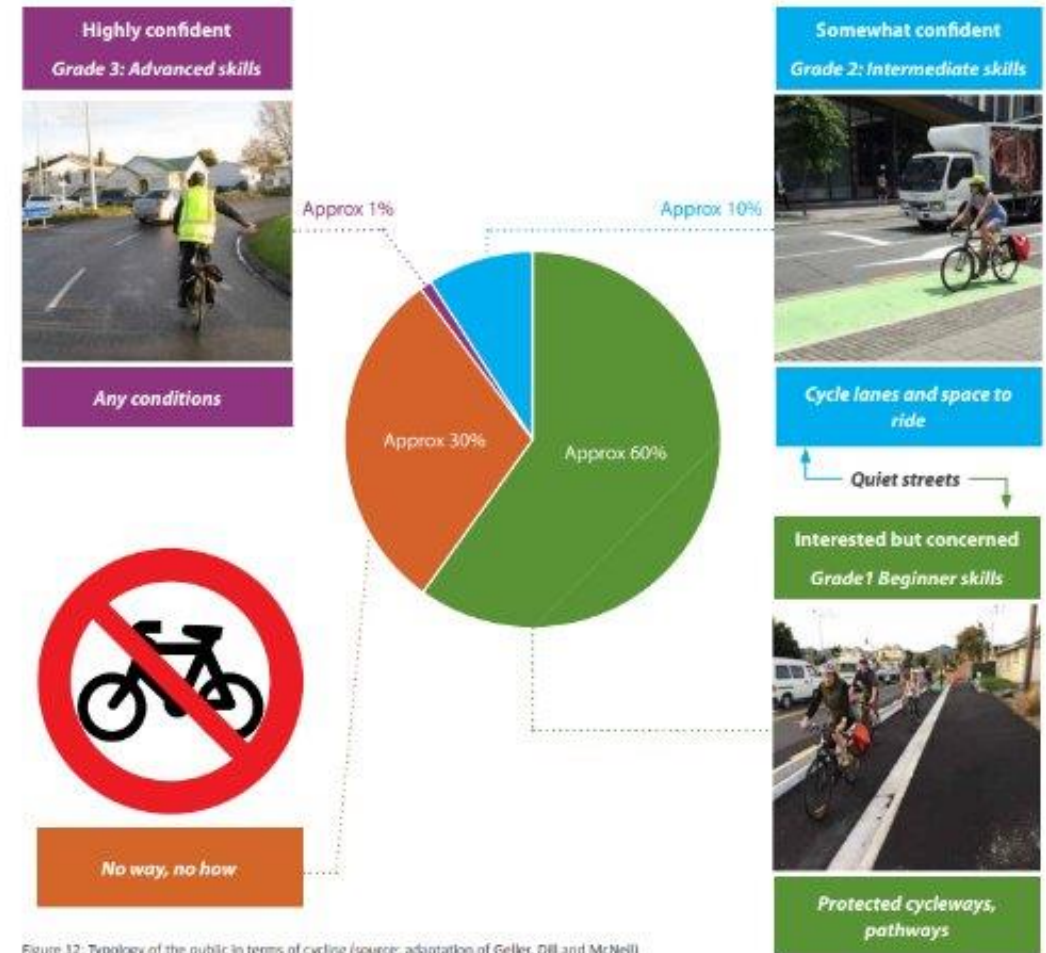 Highly confident
Grade 3: Advanced skills
Somewhat confident
Grade 2: Intermediate skills
Approx 1%
Approx 10%
Any conditions
Cycle lanes and space to
ride
Approx 30%
Approx 60%
Quiet streets
Interested but concerned
Grade1 Beginner skills
No way, no how
Protected cycleways,
pathways
Figure 12: Typology of the public in terms of cycling (source: adaptation of Geller, Dill and McNeil)